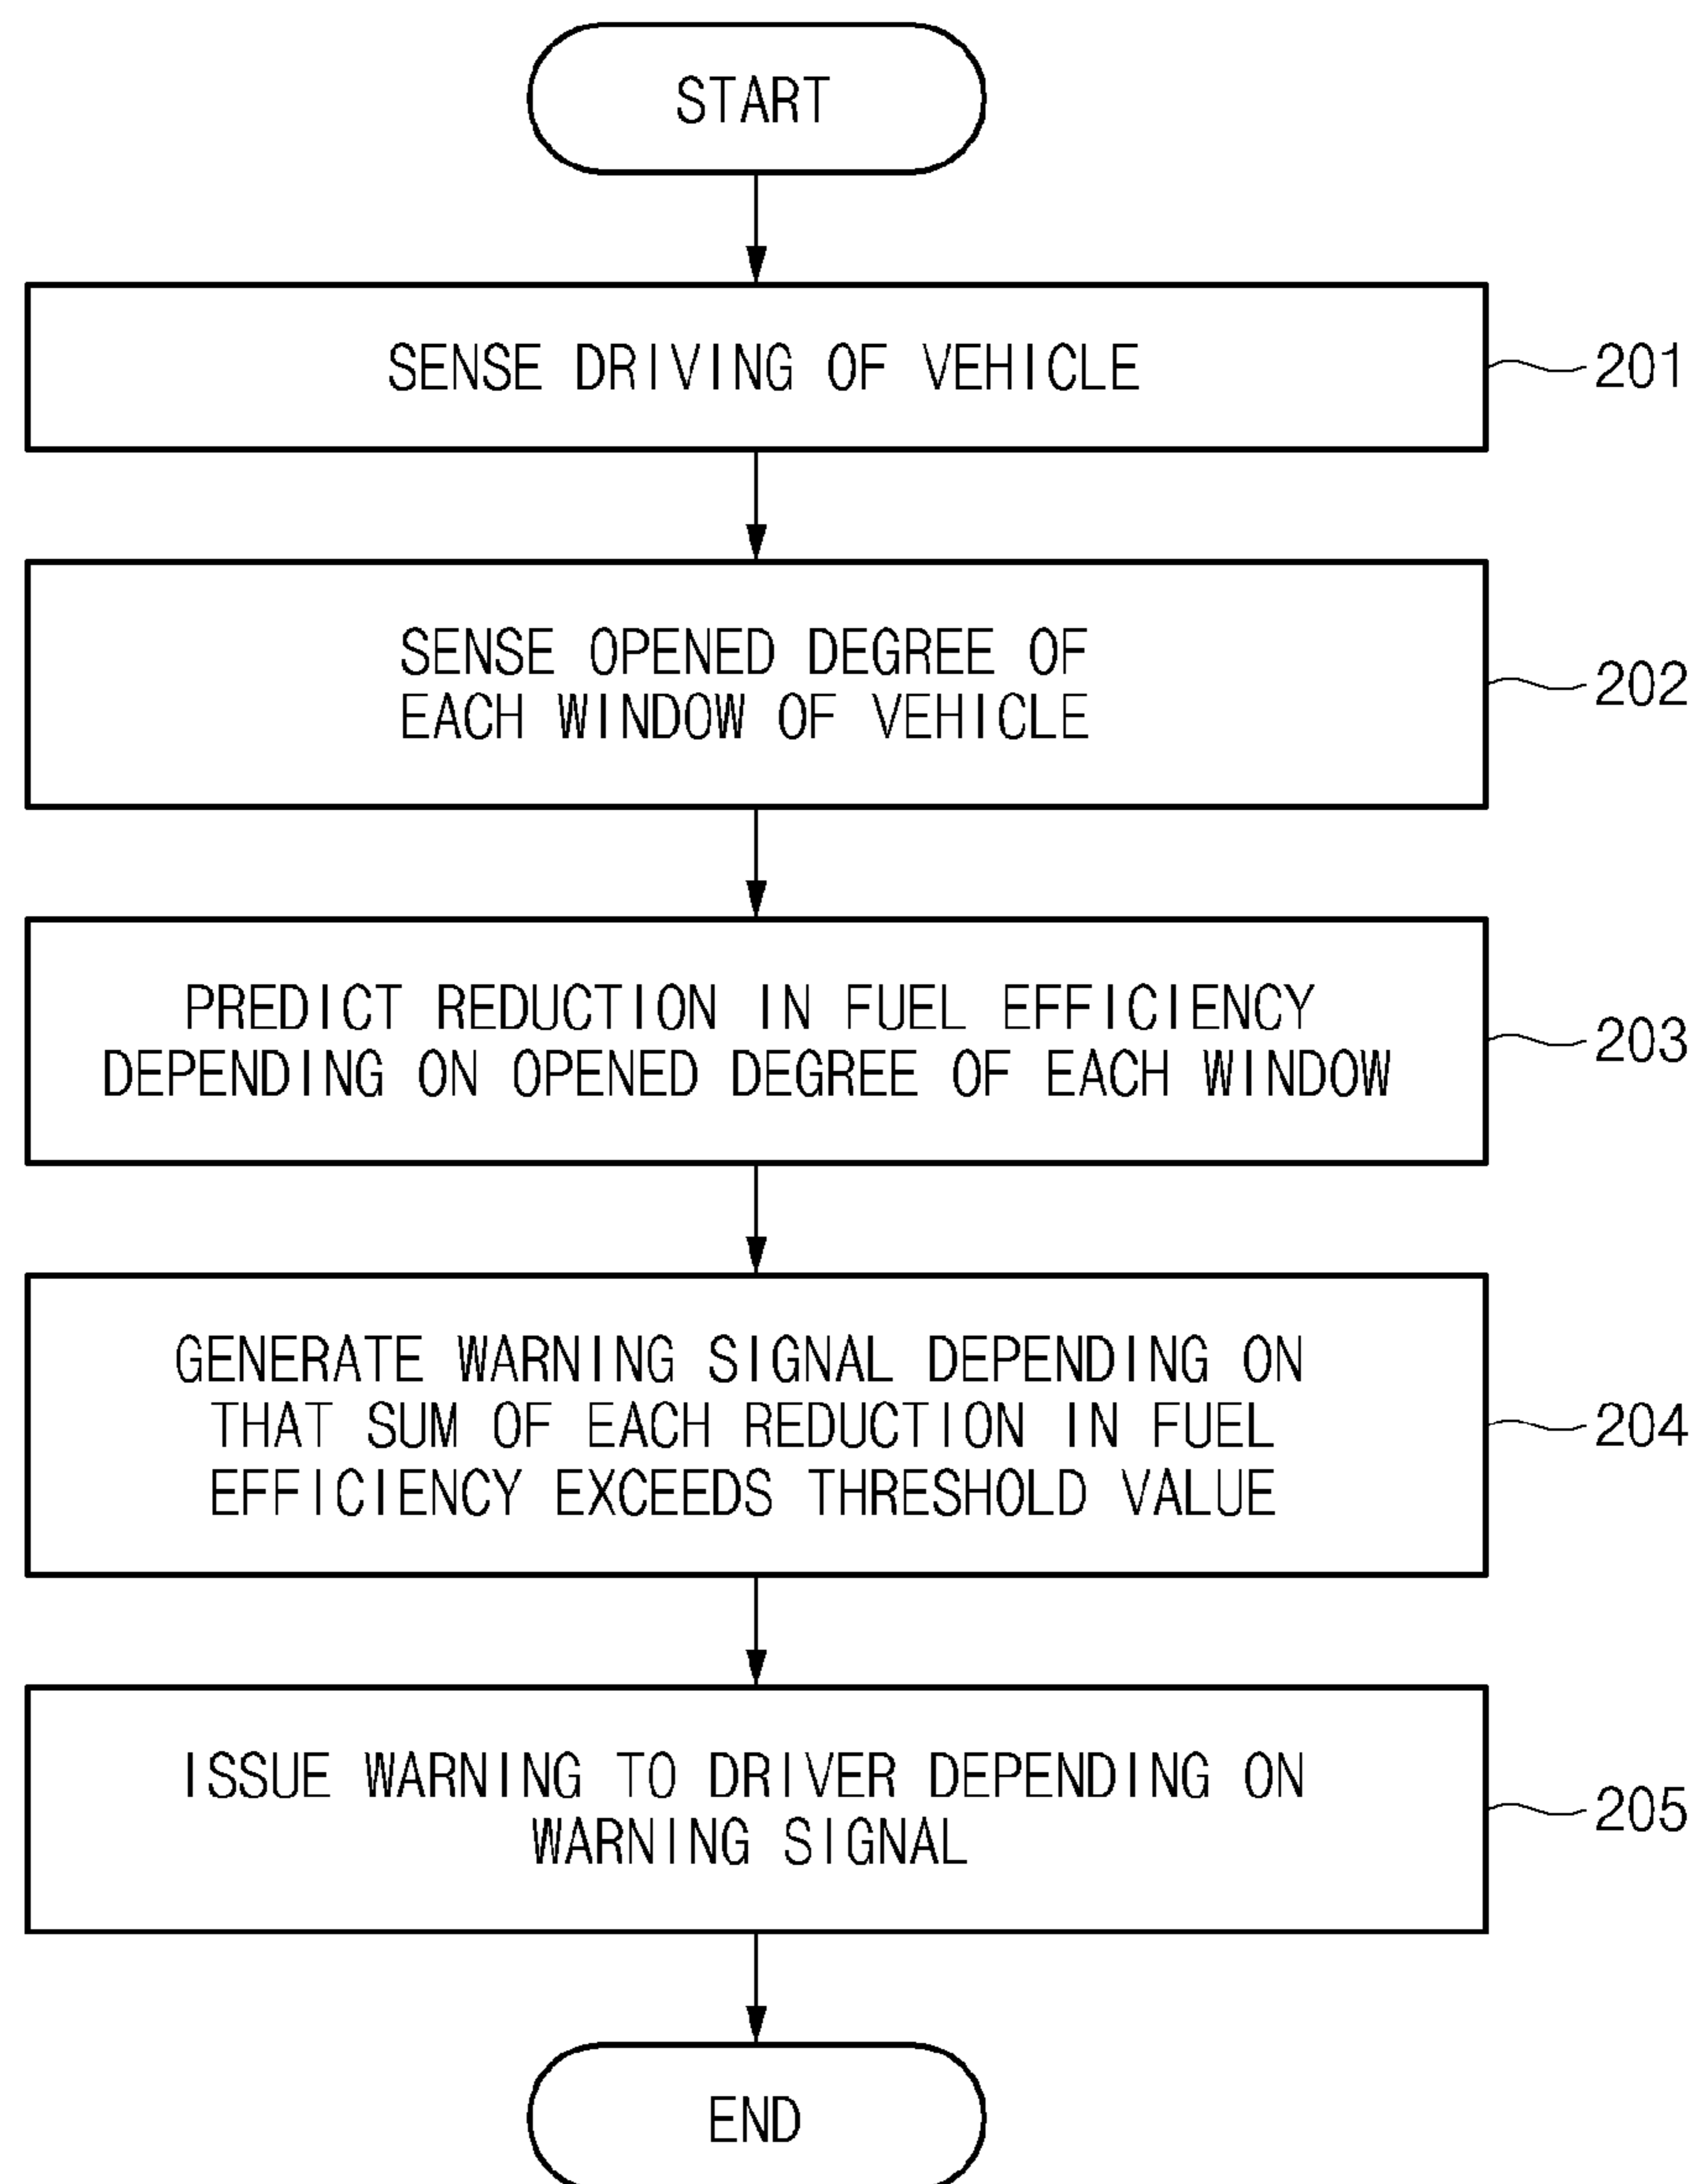 START
SENSE DRIVING OF VEHICLE
201
SENSE OPENED DEGREE OF
EACH WINDOW OF VEHICLE
202
PREDICT REDUCTION IN FUEL EFFICIENCY
DEPENDING ON OPENED DEGREE OF EACH WINDOW
203
GENERATE WARNING SIGNAL DEPENDING ON
THAT SUM OF EACH REDUCTION IN FUEL
EFFICIENCY EXCEEDS THRESHOLD VALUE
204
ISSUE WARNING TO DRIVER DEPENDING ON
WARNING SIGNAL
205
END